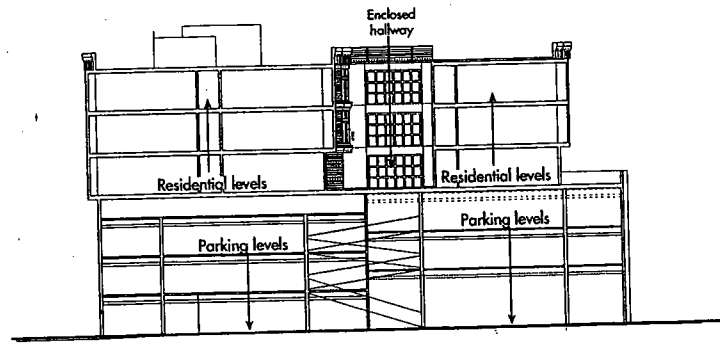 Enclosed
hallway
Residential levels
Residential levels
Parking levels
Parking levels